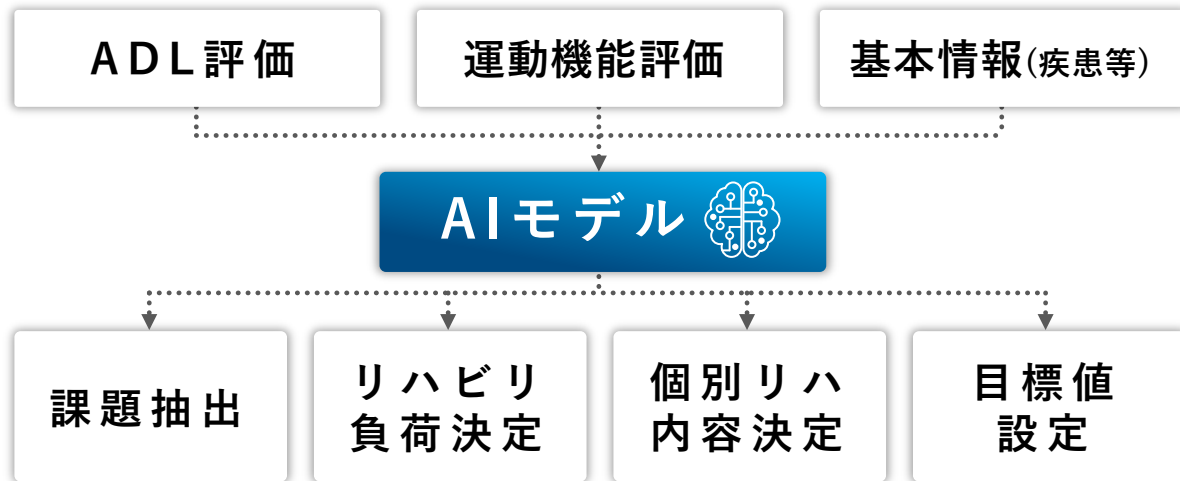 ADL評価
運動機能評価
基本情報(疾患等)
AIモデル
課題抽出
リハビリ
負荷決定
個別リハ
内容決定
目標値
設定